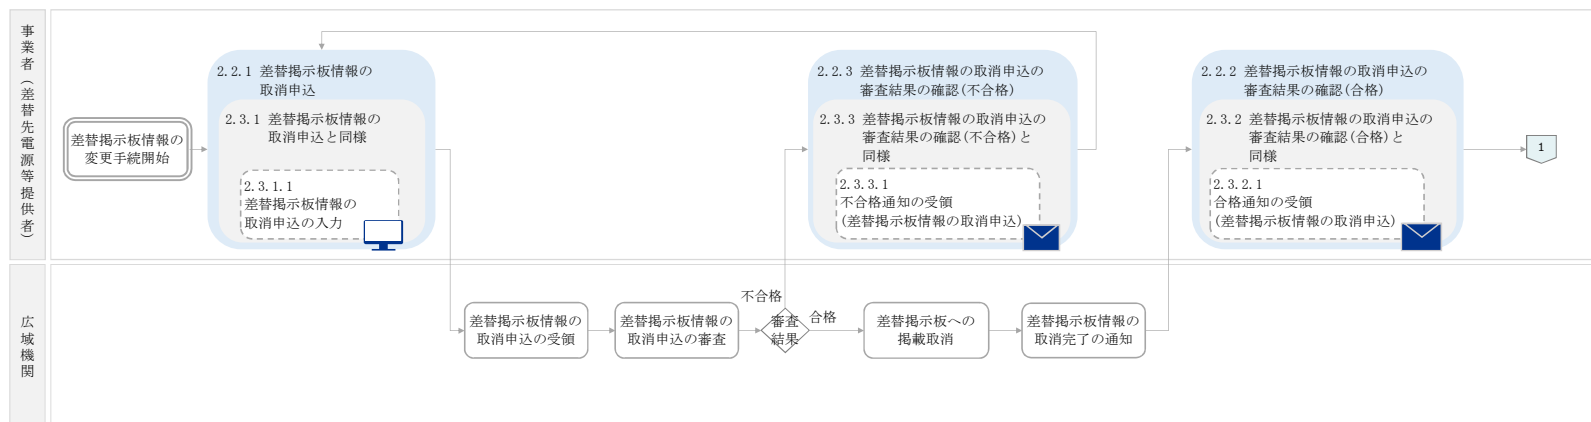 事業者(差替先電源等提供者)
差替掲示板情報の
変更手続開始
2.2.1 差替掲示板情報の
取消申込
2.3.1 差替掲示板情報の
取消申込と同様
2.3.1.1
差替掲示板情報の
取消申込の入力
2.2.3 差替掲示板情報の取消申込の
審査結果の確認(不合格)
2.3.3 差替掲示板情報の取消申込の
審査結果の確認(不合格)と
同様
2.3.3.1
不合格通知の受領
(差替掲示板情報の取消申込)
2.2.2 差替掲示板情報の取消申込の
審査結果の確認(合格)
2.3.2 差替掲示板情報の取消申込の
審査結果の確認(合格)と
同様
2.3.2.1
合格通知の受領
(差替掲示板情報の取消申込)
1
広域機関
差替掲示板情報の
取消申込の受領
差替掲示板情報の
取消申込の審査
不合格
審査
結果
合格
差替掲示板への
掲載取消
差替掲示板情報の
取消完了の通知